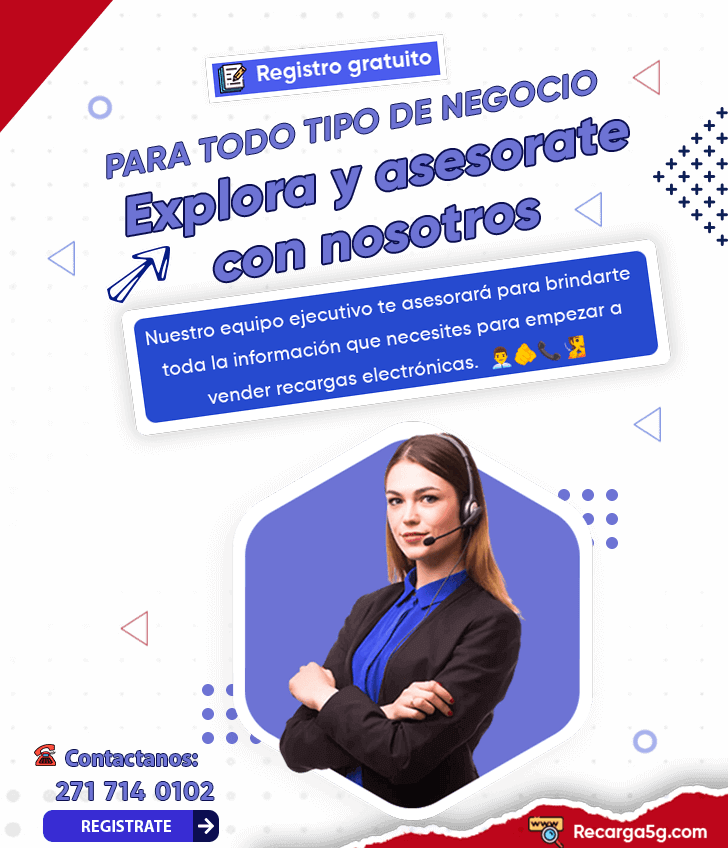 Registro gratuito
PARA TODO TIPO DE NEGOCIO
Explora y asesorate
con nosotros
Nuestro equipo ejecutivo te asesorará para brindarte
toda la información que necesites para empezar a
vender recargas electrónicas.
Contactanos:
271 714 0102
REGISTRATE
www
Recarga5g.com